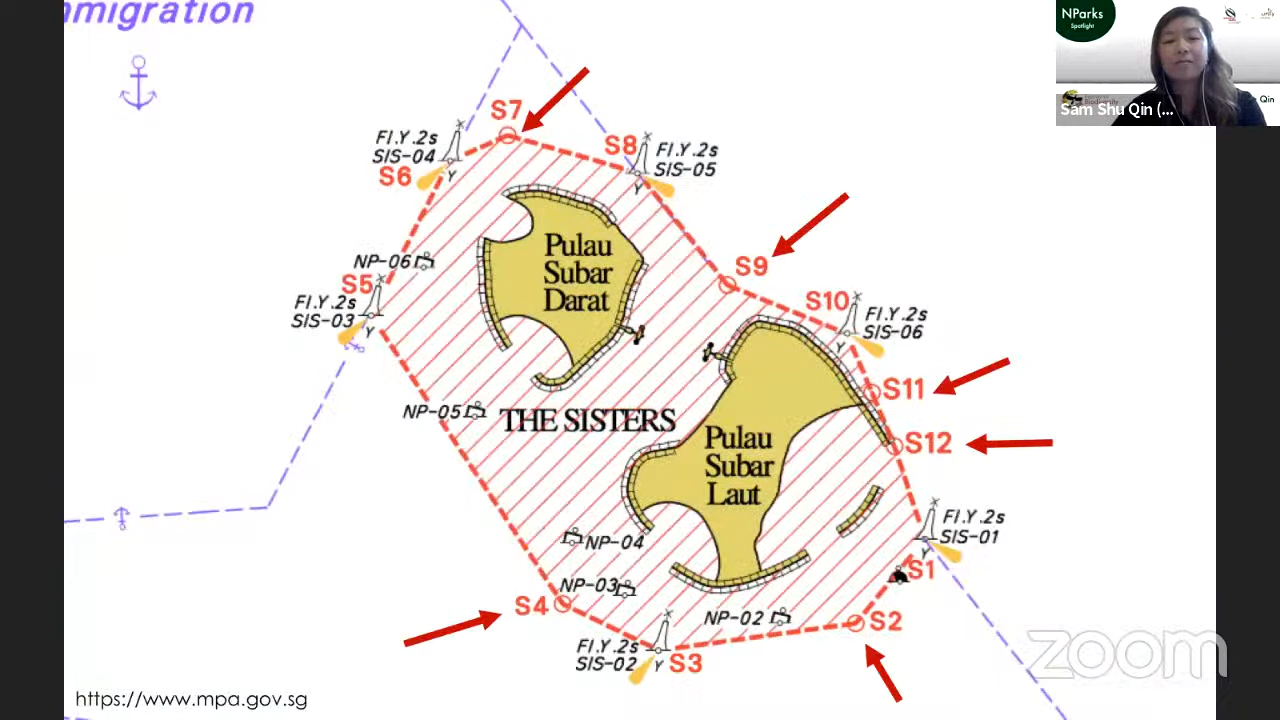 mmigration
NParks
Spotlight
Sam Shu Qin (...
Qin
S7
Fl.Y.2s
SIS-04
S6
Y
S8
Fl.Y.2s
SIS-05
Y
Pulau
Subar
Darat
NP-06
S5
Fl.Y.2s
SIS-03
Y
S9
S10
Fl.Y.2s
SIS-06
Y
S11
NP-05
THE SISTERS
S12
Pulau
Subar
Laut
Fl.Y.2s
SIS-01
Y
S1
NP-04
NP-03
S4
NP-02
S2
Fl.Y.2s
SIS-02
Y
S3
zoom
https://www.mpa.gov.sg